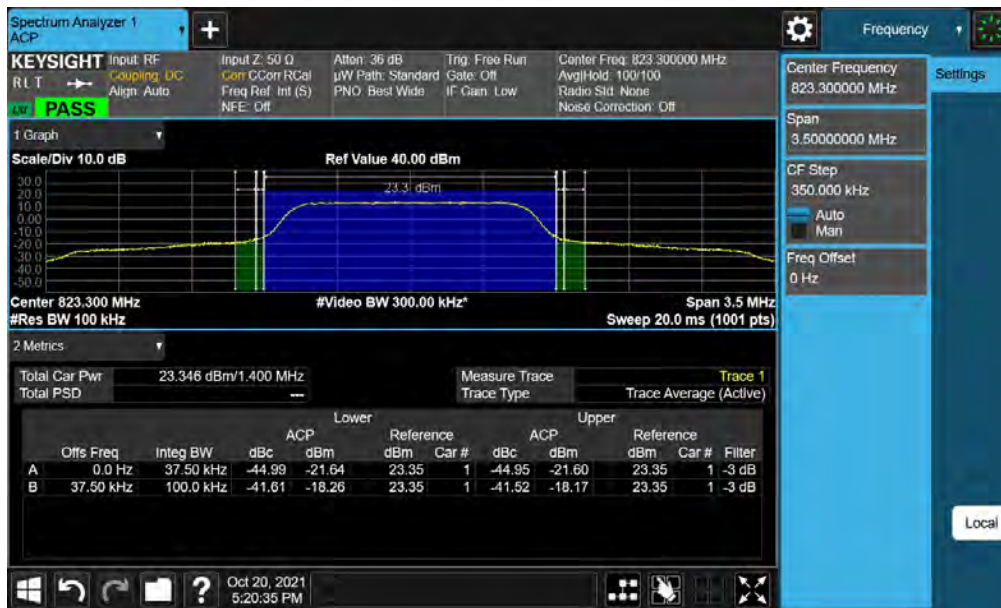 Spectrum Analyzer 1
ACP
Frequency
KEYSIGHT Input: RF Input Z: 50 Ω Atten: 36 dB Trig: Free Run Center Freq: 823.300000 MHz
RLT Coupling: DC Corr CCorr RCal µW Path: Standard Gate: Off Avg|Hold: 100/100
Align: Auto Freq Ref: Int (S) PNO: Best Wide IF Gain: Low Radio Std: None
PASS NFE: Off Noise Correction: Off
Center Frequency
823.300000 MHz
Settings
Span
3.50000000 MHz
CF Step
350.000 kHz
Auto
Man
Freq Offset
0 Hz
1 Graph
Scale/Div 10.0 dB Ref Value 40.00 dBm
23.3 dBm
30.0
20.0
10.0
0.00
-10.0
-20.0
-30.0
-40.0
-50.0
Center 823.300 MHz #Video BW 300.00 kHz* Span 3.5 MHz
#Res BW 100 kHz Sweep 20.0 ms (1001 pts)
2 Metrics
Total Car Pwr 23.346 dBm/1.400 MHz Measure Trace Trace 1
Total PSD --- Trace Type Trace Average (Active)
Lower Upper
ACP Reference ACP Reference
Offs Freq Integ BW dBc dBm dBm Car # dBc dBm dBm Car # Filter
A 0.0 Hz 37.50 kHz -44.99 -21.64 23.35 1 -44.95 -21.60 23.35 1 -3 dB
B 37.50 kHz 100.0 kHz -41.61 -18.26 23.35 1 -41.52 -18.17 23.35 1 -3 dB
Local
Oct 20, 2021
5:20:35 PM